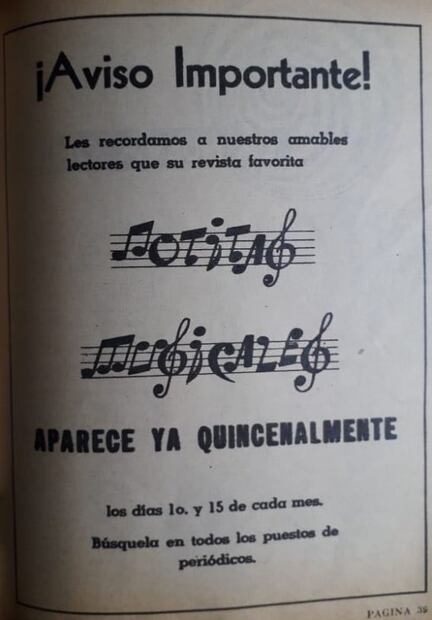 ¡Aviso Importante!
Les recordamos a nuestros amables
lectores que su revista favorita
NOTITAS
MUSICALES
APARECE YA QUINCENALMENTE
los días 1o. y 15 de cada mes.
Búsquela en todos los puestos de
periódicos.
PAGINA 39